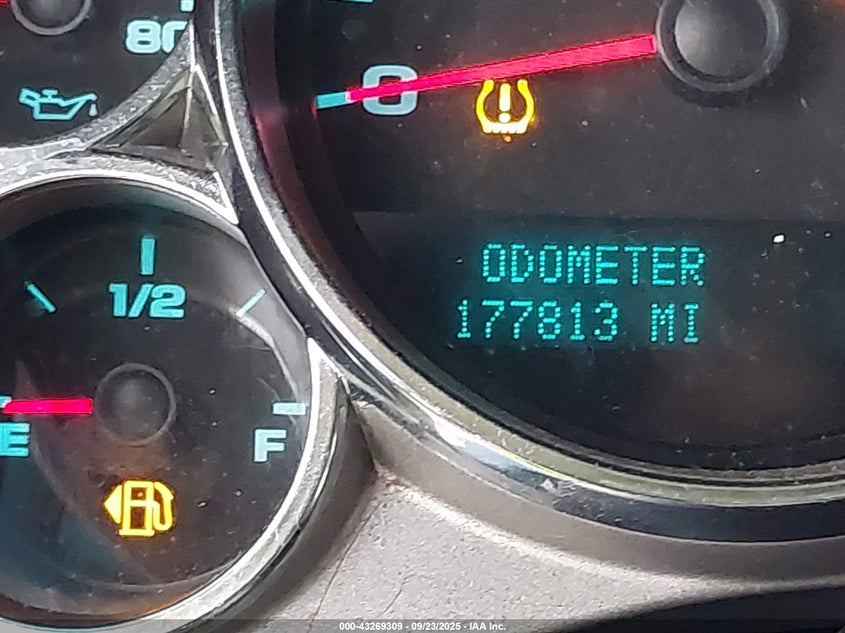 80
0
ODOMETER
177813 MI
1/2
E
F
000-43269309 - 09/23/2025 - IAA Inc.